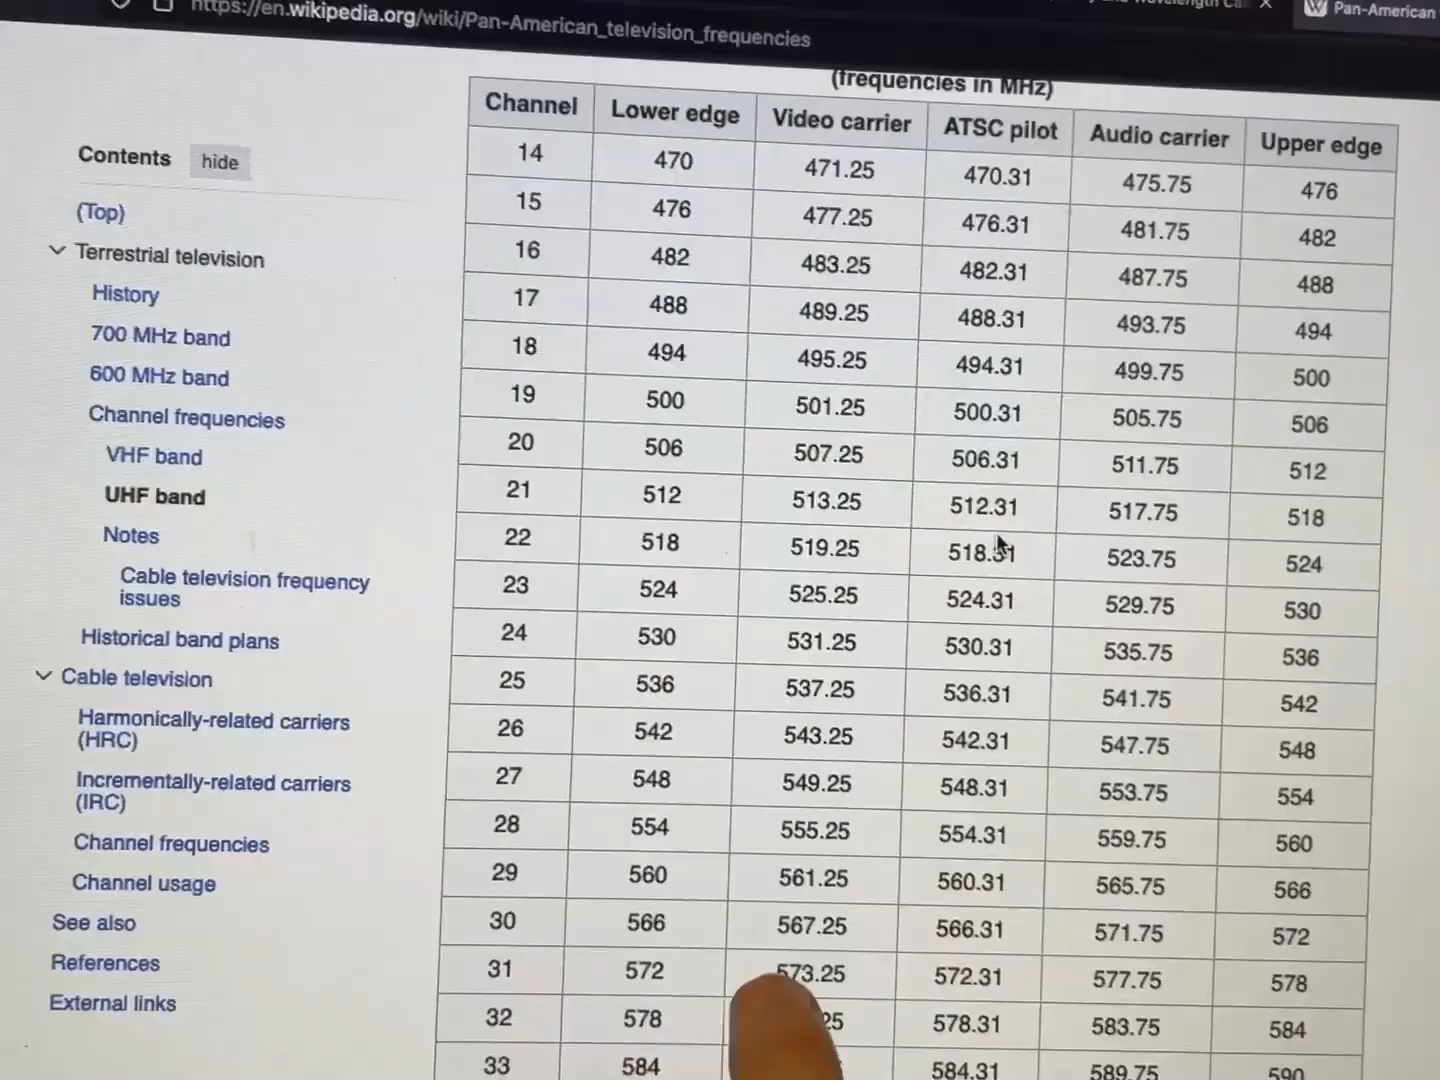 https://en.wikipedia.org/wiki/Pan-American_television_frequencies
Pan-American
(frequencies in MHz)
Contents hide
(Top)
Terrestrial television
History
700 MHz band
600 MHz band
Channel frequencies
VHF band
UHF band
Notes
Cable television frequency
issues
Historical band plans
Cable television
Harmonically-related carriers
(HRC)
Incrementally-related carriers
(IRC)
Channel frequencies
Channel usage
See also
References
External links
Channel Lower edge Video carrier ATSC pilot Audio carrier Upper edge
14 470 471.25 470.31 475.75 476
15 476 477.25 476.31 481.75 482
16 482 483.25 482.31 487.75 488
17 488 489.25 488.31 493.75 494
18 494 495.25 494.31 499.75 500
19 500 501.25 500.31 505.75 506
20 506 507.25 506.31 511.75 512
21 512 513.25 512.31 517.75 518
22 518 519.25 518.31 523.75 524
23 524 525.25 524.31 529.75 530
24 530 531.25 530.31 535.75 536
25 536 537.25 536.31 541.75 542
26 542 543.25 542.31 547.75 548
27 548 549.25 548.31 553.75 554
28 554 555.25 554.31 559.75 560
29 560 561.25 560.31 565.75 566
30 566 567.25 566.31 571.75 572
31 572 573.25 572.31 577.75 578
32 578 578.31 583.75 584
33 584 584.31 589.75 590